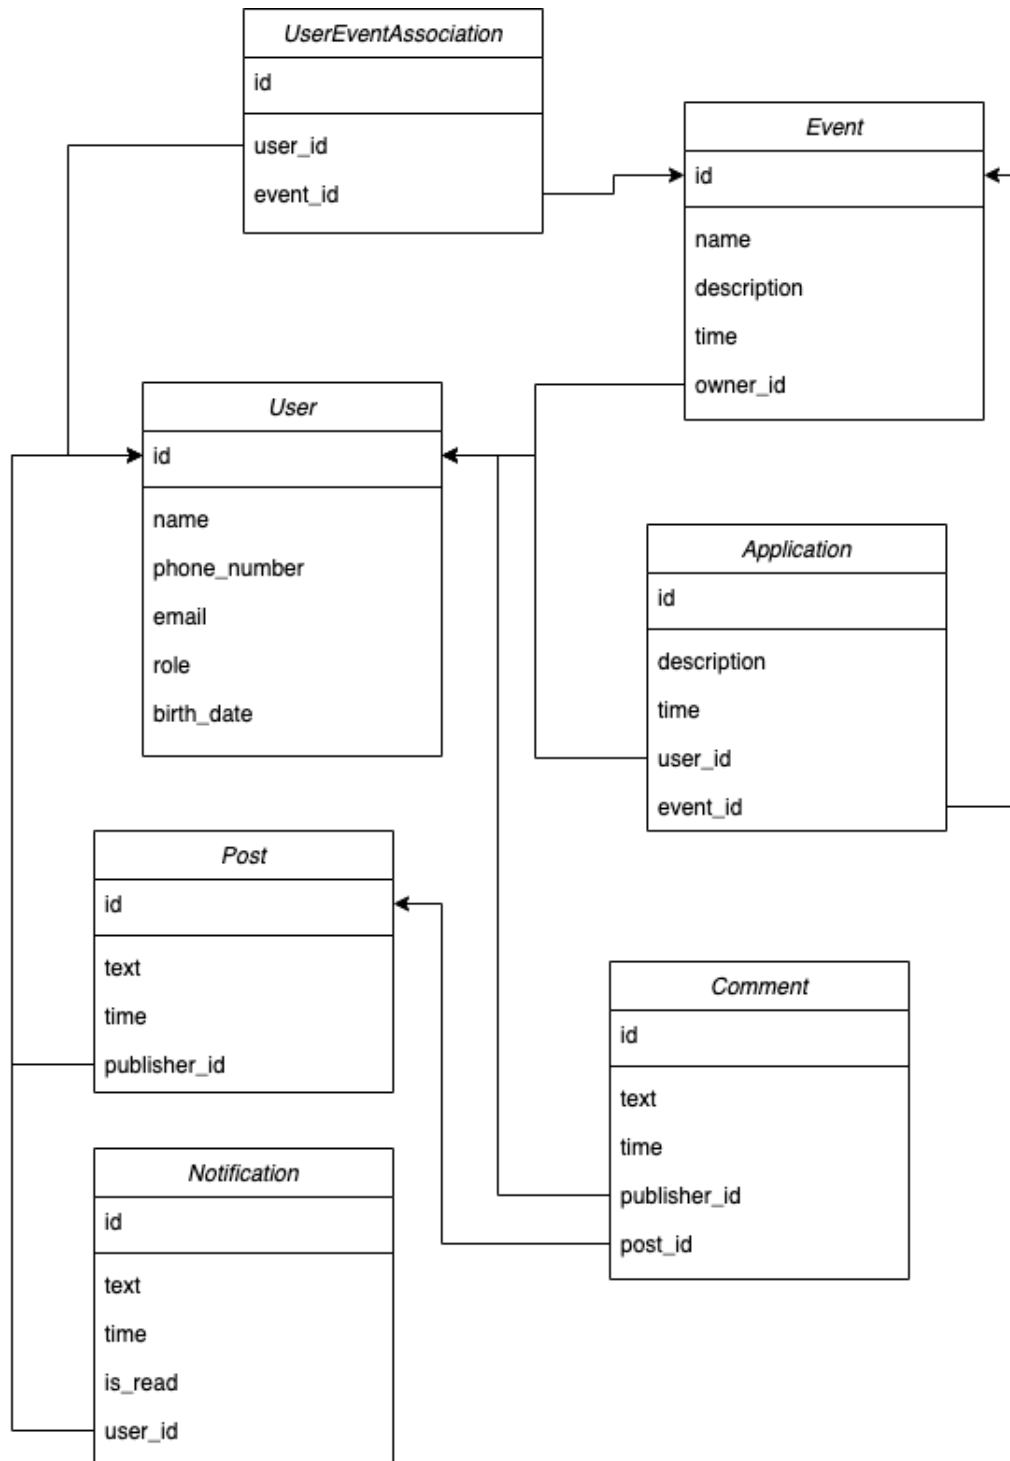 UserEventAssociation
id
user_id
event_id
Event
id
name
description
time
owner_id
User
id
name
phone_number
email
role
birth_date
Application
id
description
time
user_id
event_id
Post
id
text
time
publisher_id
Comment
id
text
time
publisher_id
post_id
Notification
id
text
time
is_read
user_id